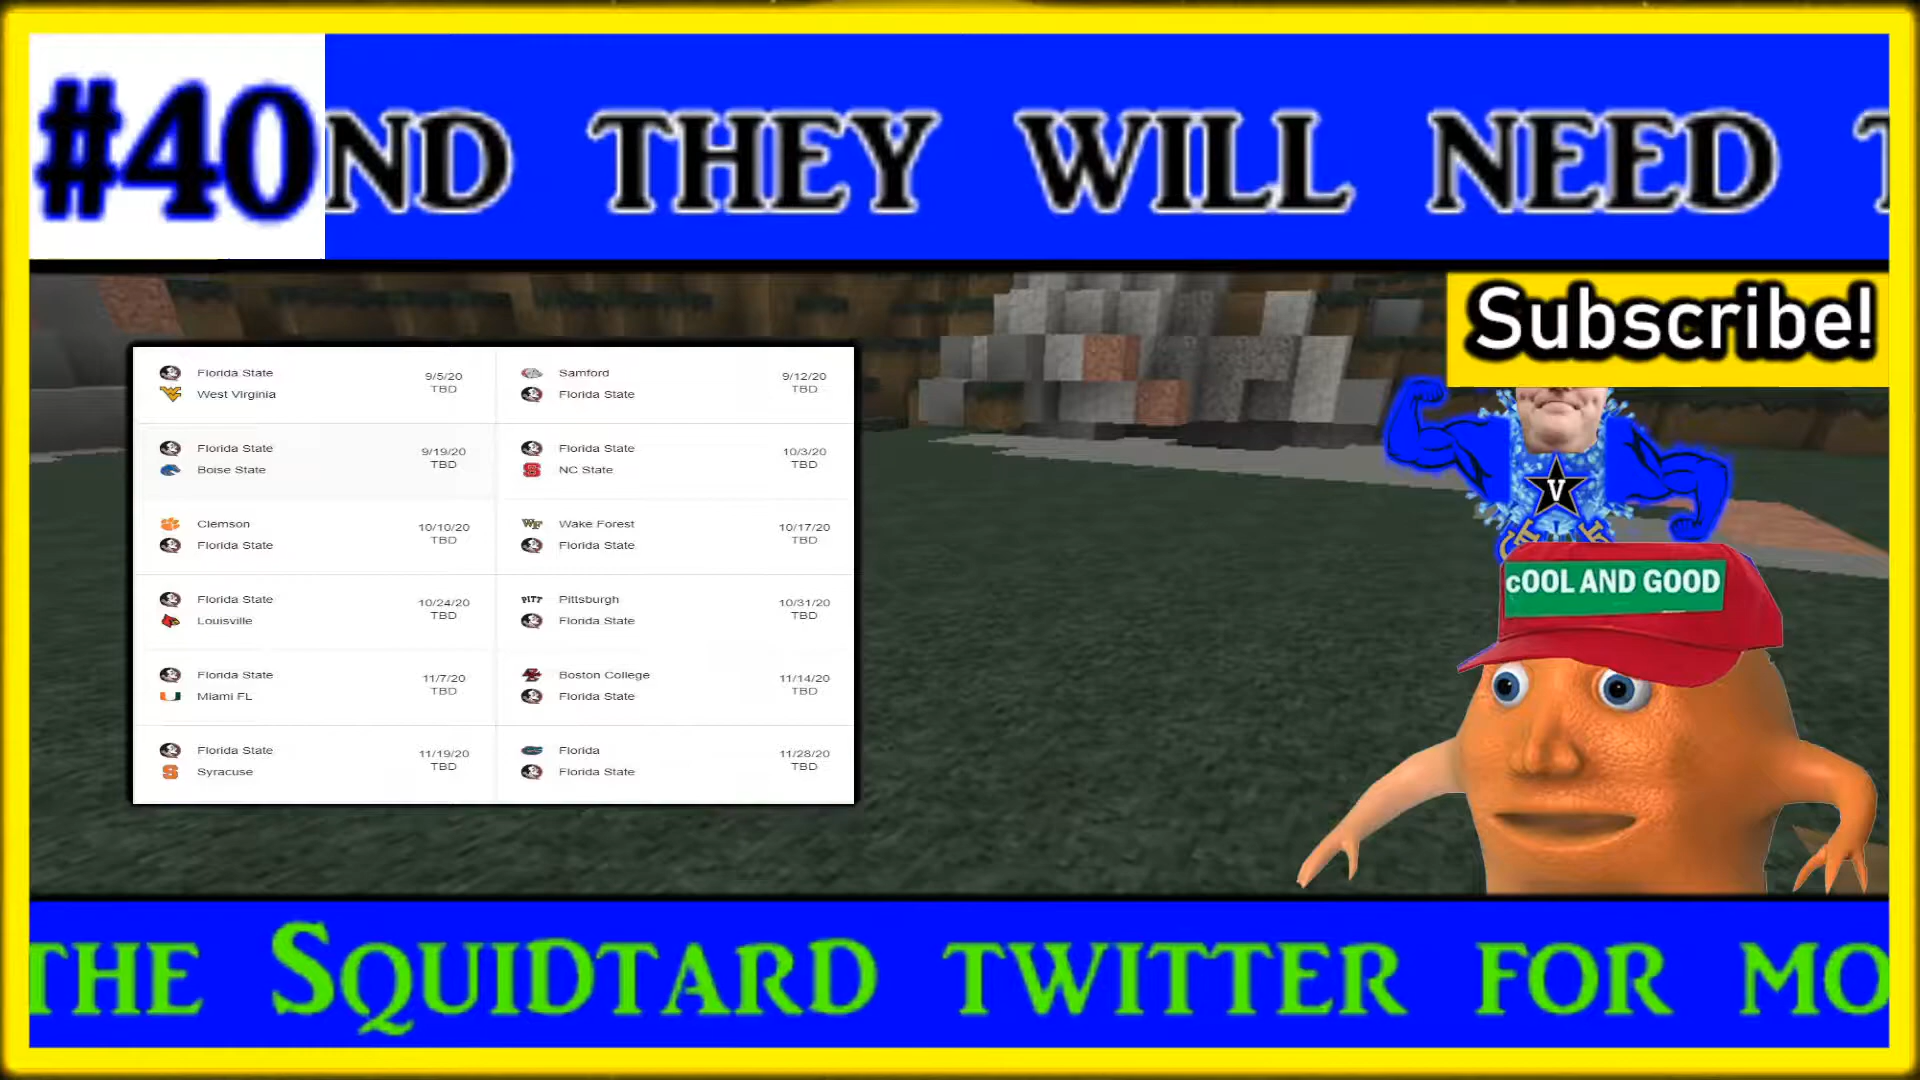 #40
ND THEY WILL NEED
Subscribe!
Florida State
West Virginia
9/5/20
TBD
Samford
Florida State
9/12/20
TBD
Florida State
Boise State
9/19/20
TBD
Florida State
NC State
10/3/20
TBD
Clemson
Florida State
10/10/20
TBD
Wake Forest
Florida State
10/17/20
TBD
Florida State
Louisville
10/24/20
TBD
PITT
Pittsburgh
Florida State
10/31/20
TBD
Florida State
Miami FL
11/7/20
TBD
Boston College
Florida State
11/14/20
TBD
Florida State
Syracuse
11/19/20
TBD
Florida
Florida State
11/28/20
TBD
V
cOOL AND GOOD
THE SQUIDTARD TWITTER FOR MO